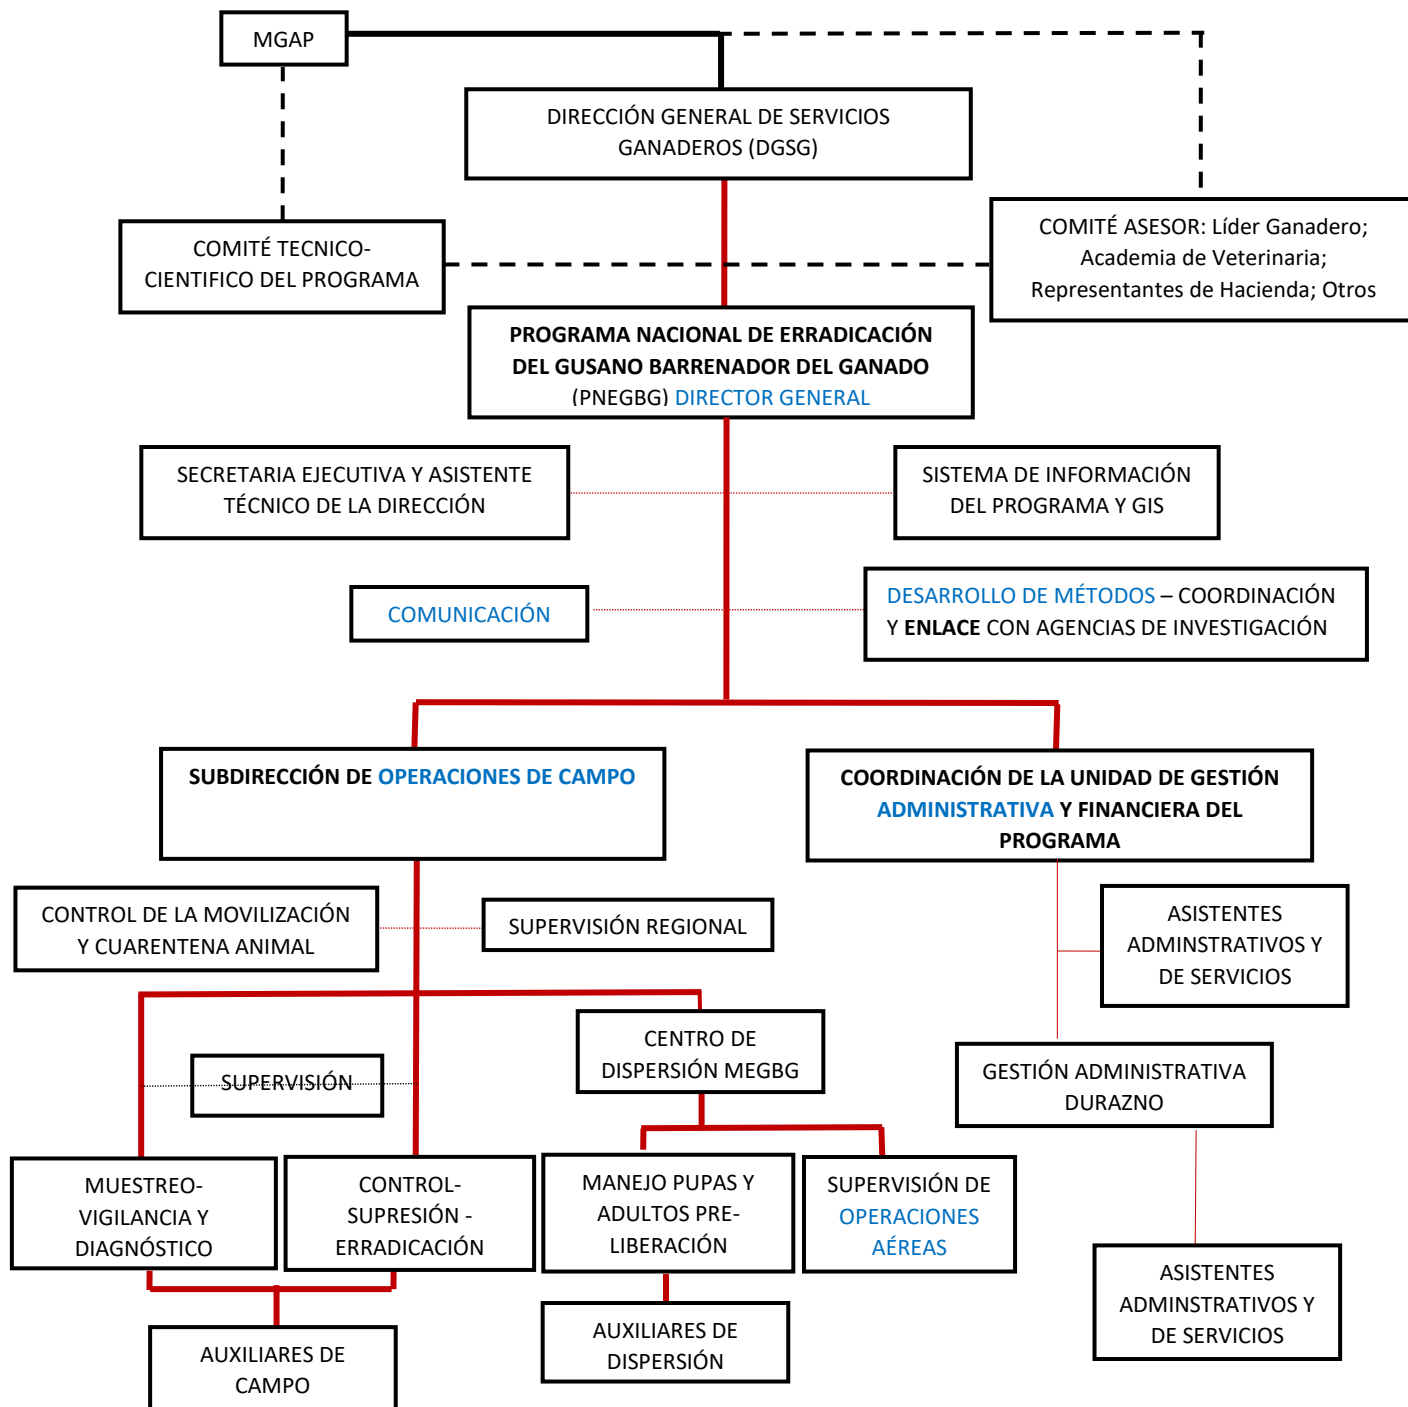 MGAP
DIRECCIÓN GENERAL DE SERVICIOS
GANADEROS (DGSG)
COMITÉ TECNICO-
CIENTIFICO DEL PROGRAMA
COMITÉ ASESOR: Líder Ganadero;
Academia de Veterinaria;
Representantes de Hacienda; Otros
PROGRAMA NACIONAL DE ERRADICACIÓN
DEL GUSANO BARRENADOR DEL GANADO
(PNEGBG) DIRECTOR GENERAL
SECRETARIA EJECUTIVA Y ASISTENTE
TÉCNICO DE LA DIRECCIÓN
SISTEMA DE INFORMACIÓN
DEL PROGRAMA Y GIS
COMUNICACIÓN
DESARROLLO DE MÉTODOS – COORDINACIÓN
Y ENLACE CON AGENCIAS DE INVESTIGACIÓN
SUBDIRECCIÓN DE OPERACIONES DE CAMPO
COORDINACIÓN DE LA UNIDAD DE GESTIÓN
ADMINISTRATIVA Y FINANCIERA DEL
PROGRAMA
CONTROL DE LA MOVILIZACIÓN
Y CUARENTENA ANIMAL
SUPERVISIÓN REGIONAL
ASISTENTES
ADMINSTRATIVOS Y
DE SERVICIOS
CENTRO DE
DISPERSIÓN MEGBG
SUPERVISIÓN
GESTIÓN ADMINISTRATIVA
DURAZNO
MUESTREO-
VIGILANCIA Y
DIAGNÓSTICO
CONTROL-
SUPRESIÓN -
ERRADICACIÓN
MANEJO PUPAS Y
ADULTOS PRE-
LIBERACIÓN
SUPERVISIÓN DE
OPERACIONES
AÉREAS
ASISTENTES
ADMINSTRATIVOS Y
DE SERVICIOS
AUXILIARES DE
CAMPO
AUXILIARES DE
DISPERSIÓN